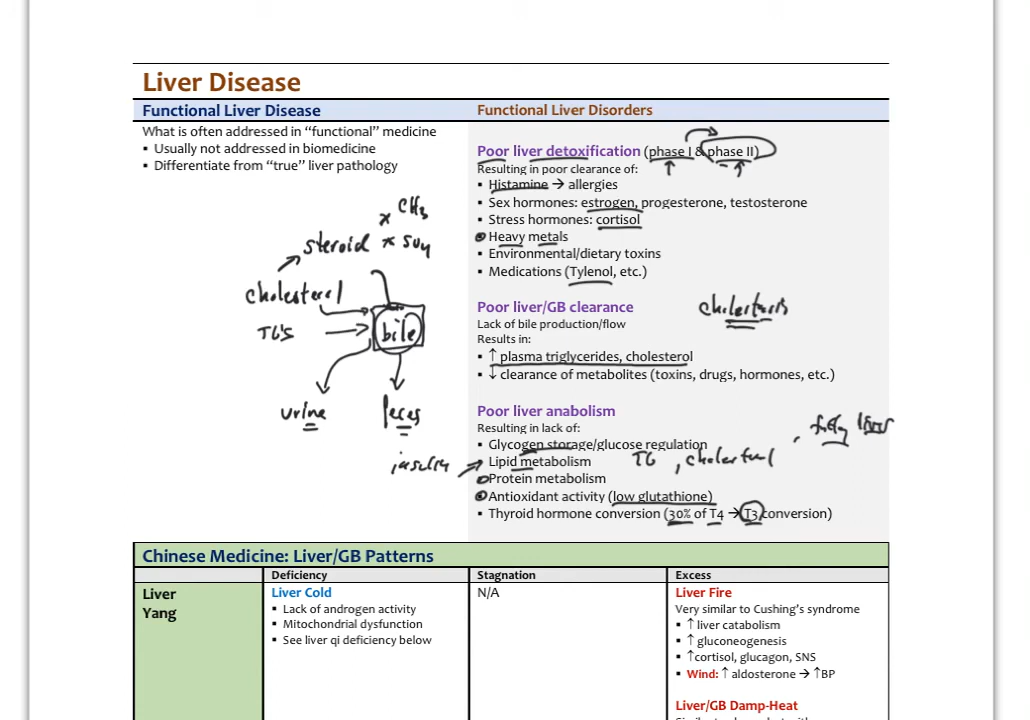 Liver Disease
Functional Liver Disease
What is often addressed in “functional” medicine
▪ Usually not addressed in biomedicine
▪ Differentiate from “true” liver pathology
CH3
steroid SO4
cholesterol
TG's
bile
urine
feces
Functional Liver Disorders
Poor liver detoxification (phase I & phase II)
Resulting in poor clearance of:
▪ Histamine → allergies
▪ Sex hormones: estrogen, progesterone, testosterone
▪ Stress hormones: cortisol
▪ Heavy metals
▪ Environmental/dietary toxins
▪ Medications (Tylenol, etc.)
Poor liver/GB clearance
cholestasis
Lack of bile production/flow
Results in:
▪ ↑ plasma triglycerides, cholesterol
▪ ↓ clearance of metabolites (toxins, drugs, hormones, etc.)
Poor liver anabolism
Resulting in lack of:
fatty liver
▪ Glycogen storage/glucose regulation
insulin →
▪ Lipid metabolism TG, cholesterol
▪ Protein metabolism
▪ Antioxidant activity (low glutathione)
▪ Thyroid hormone conversion (30% of T4 → T3 conversion)
Chinese Medicine: Liver/GB Patterns
Deficiency Stagnation Excess
Liver
Yang
Liver Cold
▪ Lack of androgen activity
▪ Mitochondrial dysfunction
▪ See liver qi deficiency below
N/A
Liver Fire
Very similar to Cushing’s syndrome
▪ ↑ liver catabolism
▪ ↑ gluconeogenesis
▪ ↑cortisol, glucagon, SNS
▪ Wind: ↑ aldosterone → ↑BP
Liver/GB Damp-Heat